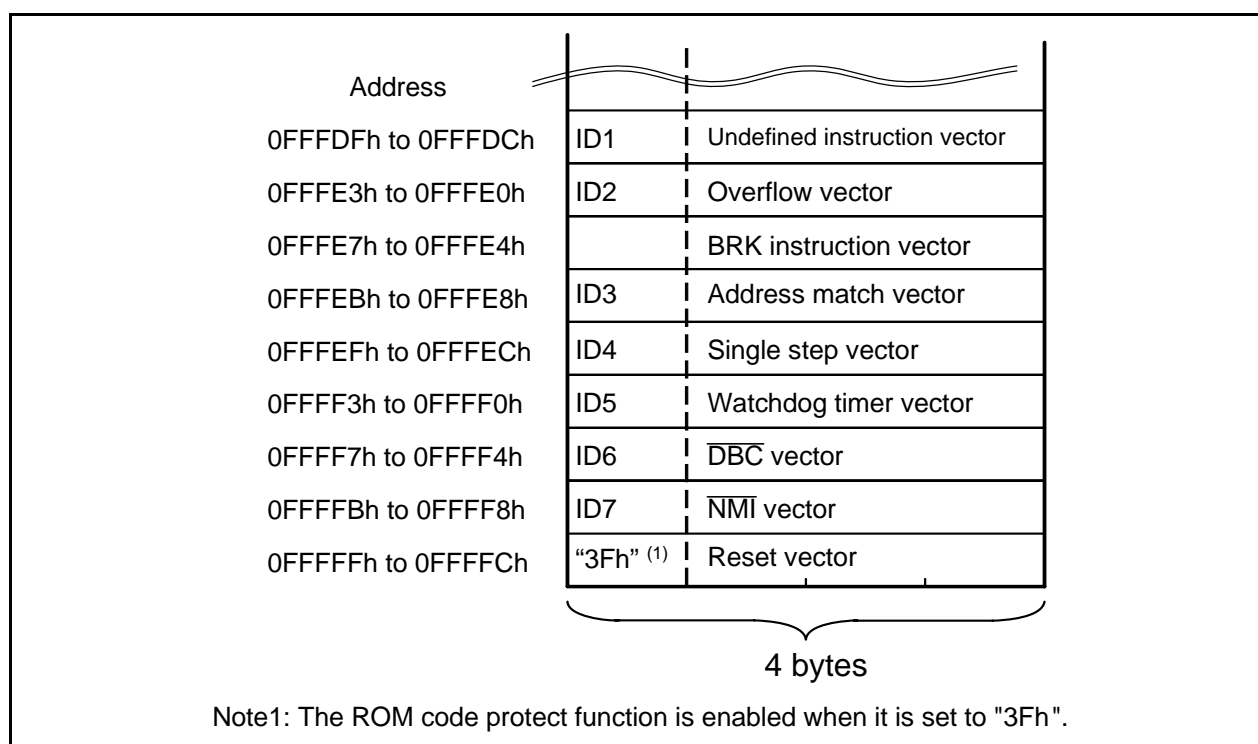 Address
0FFFDFh to 0FFFDCh ID1 Undefined instruction vector
0FFFE3h to 0FFFE0h ID2 Overflow vector
0FFFE7h to 0FFFE4h BRK instruction vector
0FFFEBh to 0FFFE8h ID3 Address match vector
0FFFEFh to 0FFFECh ID4 Single step vector
0FFFF3h to 0FFFF0h ID5 Watchdog timer vector
0FFFF7h to 0FFFF4h ID6 D̅B̅C̅ vector
0FFFFBh to 0FFFF8h ID7 N̅M̅I̅ vector
0FFFFFh to 0FFFFCh “3Fh” (1) Reset vector
4 bytes
Note1: The ROM code protect function is enabled when it is set to "3Fh".